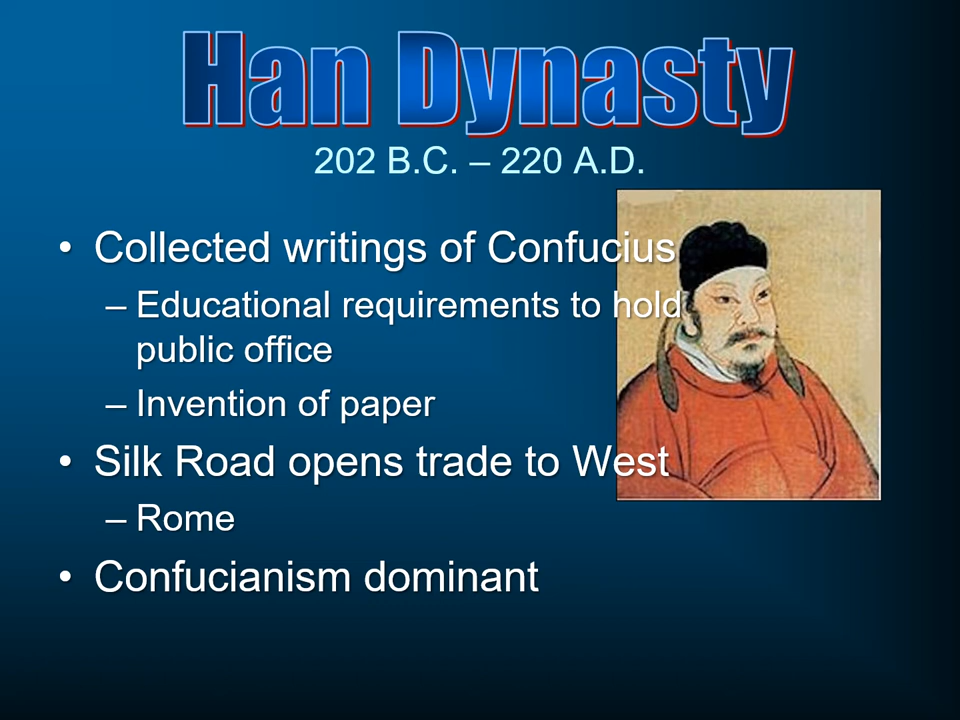 Han Dynasty
202 B.C. – 220 A.D.
• Collected writings of Confucius
– Educational requirements to hold
public office
– Invention of paper
• Silk Road opens trade to West
– Rome
• Confucianism dominant